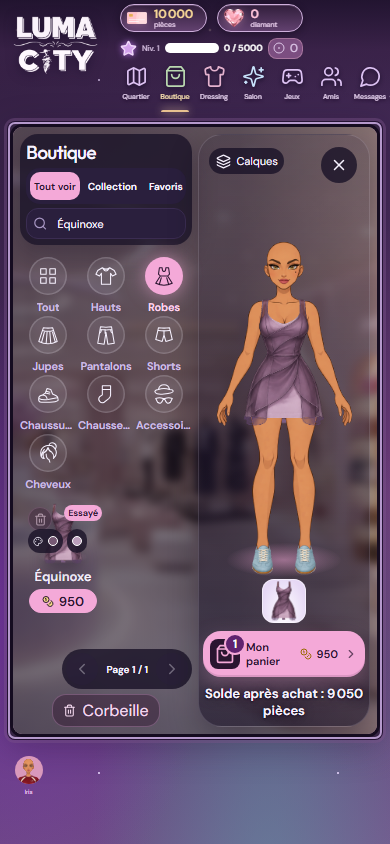 LUMA CITY
10 000 pièces
0 diamant
Niv. 1
0 / 5000
0
Quartier
Boutique
Dressing
Salon
Jeux
Amis
Messages
Boutique
Tout voir
Collection
Favoris
Équinoxe
Tout
Hauts
Robes
Jupes
Pantalons
Shorts
Chaussu...
Chausse...
Accessoi...
Cheveux
Essayé
Équinoxe
950
Page 1 / 1
Corbeille
Calques
1
Mon
panier
950
Solde après achat : 9 050
pièces
Iris